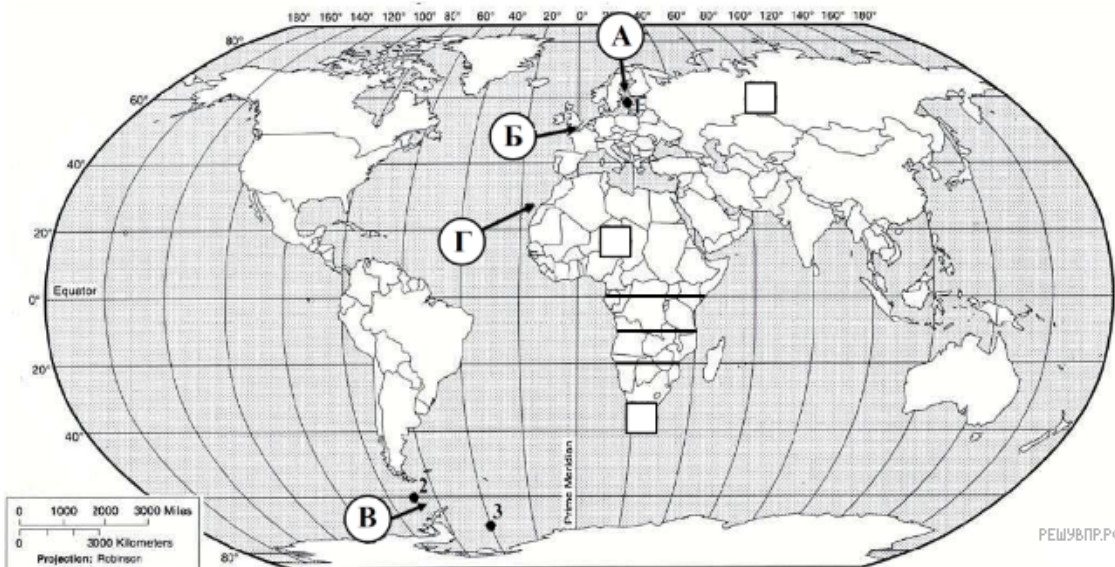 180° 160° 140° 120° 100° 80° 60° 40° 20° 0° 20° 40° 60° 80° 100° 120° 140° 160° 180°
А
80°
60°
1
Б
40°
Г
20°
Equator
0°
20°
40°
Prime Meridian
2
В
3
0 1000 2000 3000 Miles
0 3000 Kilometers
Projection: Robinson
80°
РЕШУВПР.РФ